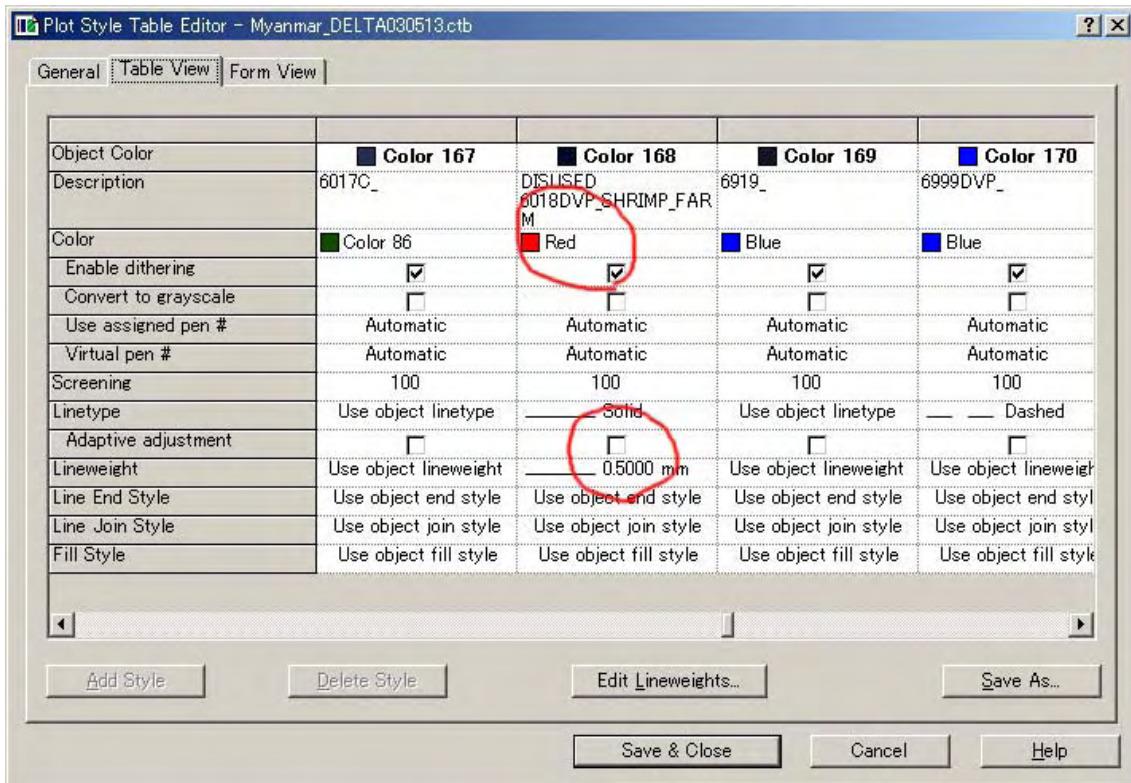 Plot Style Table Editor - Myanmar_DELTA030513.ctb
General Table View Form View
Object Color Color 167 Color 168 Color 169 Color 170
Description 6017C_ DISUSED 6919_ 6999DVP_
6018DVP_SHRIMP_FAR
M
Color Color 86 Red Blue Blue
Enable dithering
Convert to grayscale
Use assigned pen # Automatic Automatic Automatic Automatic
Virtual pen # Automatic Automatic Automatic Automatic
Screening 100 100 100 100
Linetype Use object linetype Solid Use object linetype Dashed
Adaptive adjustment
Lineweight Use object lineweight 0.5000 mm Use object lineweight Use object lineweigh
Line End Style Use object end style Use object end style Use object end style Use object end styl
Line Join Style Use object join style Use object join style Use object join style Use object join styl
Fill Style Use object fill style Use object fill style Use object fill style Use object fill style
Add Style Delete Style Edit Lineweights... Save As...
Save & Close Cancel Help